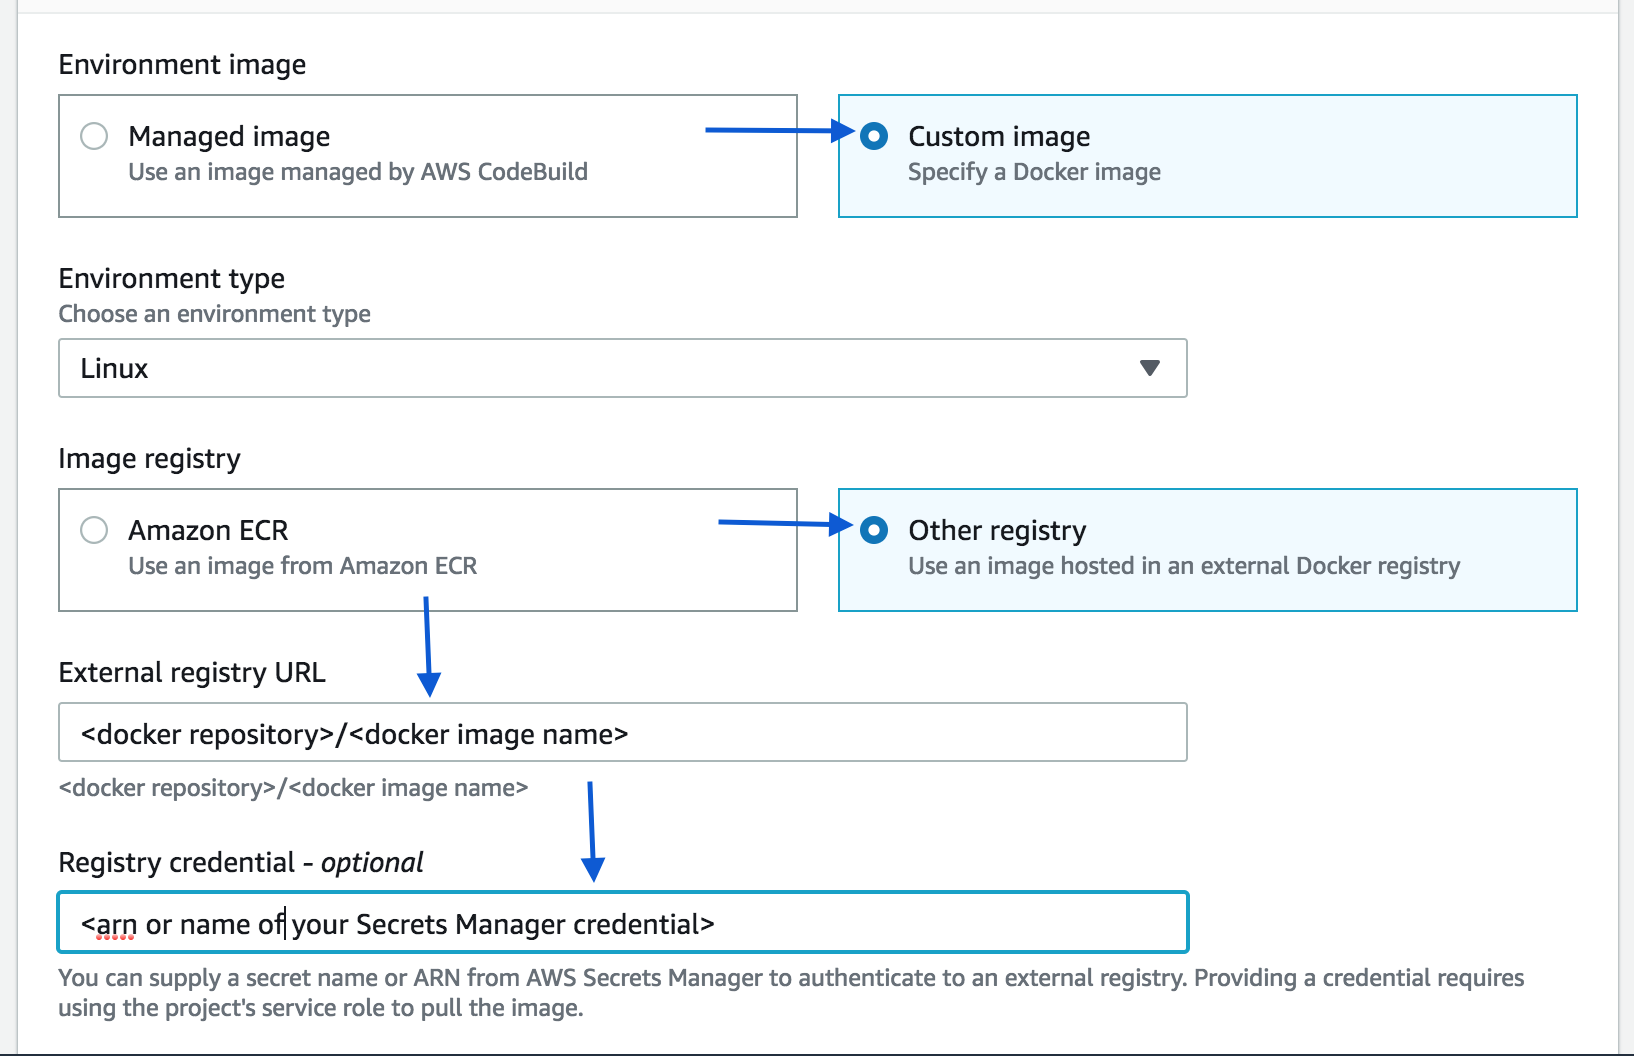 Environment image
Managed image
Use an image managed by AWS CodeBuild
Custom image
Specify a Docker image
Environment type
Choose an environment type
Linux
Image registry
Amazon ECR
Use an image from Amazon ECR
Other registry
Use an image hosted in an external Docker registry
External registry URL
<docker repository>/<docker image name>
<docker repository>/<docker image name>
Registry credential - optional
<arn or name of your Secrets Manager credential>
You can supply a secret name or ARN from AWS Secrets Manager to authenticate to an external registry. Providing a credential requires
using the project's service role to pull the image.